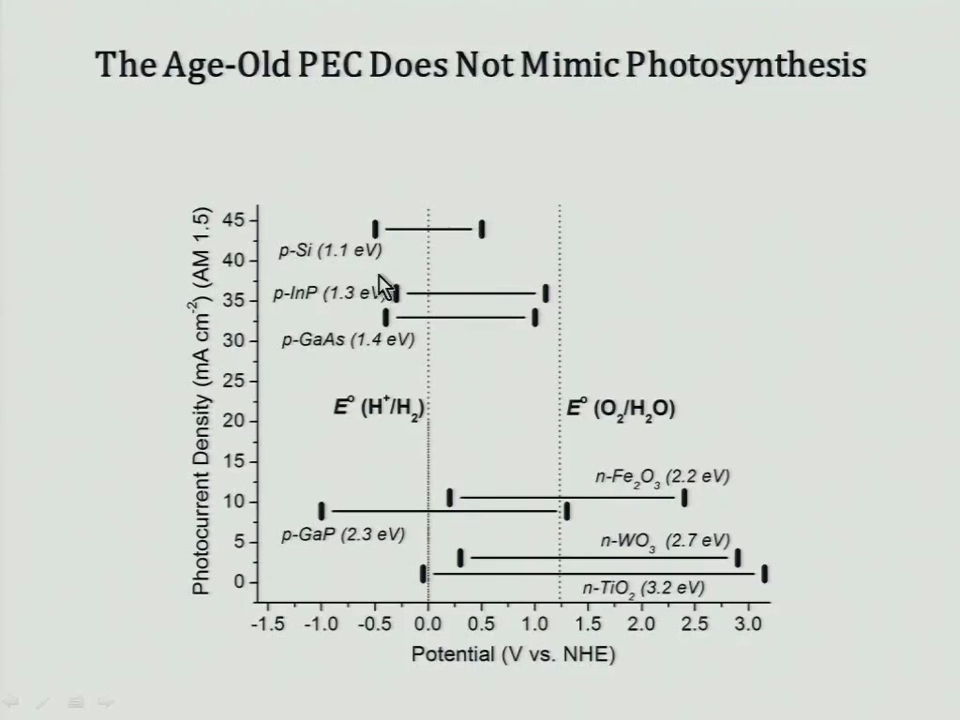 The Age-Old PEC Does Not Mimic Photosynthesis
Photocurrent Density (mA cm⁻²) (AM 1.5)
45
40
35
30
25
20
15
10
5
0
p-Si (1.1 eV)
p-InP (1.3 eV)
p-GaAs (1.4 eV)
E° (H⁺/H₂)
E° (O₂/H₂O)
n-Fe₂O₃ (2.2 eV)
p-GaP (2.3 eV)
n-WO₃ (2.7 eV)
n-TiO₂ (3.2 eV)
-1.5 -1.0 -0.5 0.0 0.5 1.0 1.5 2.0 2.5 3.0
Potential (V vs. NHE)